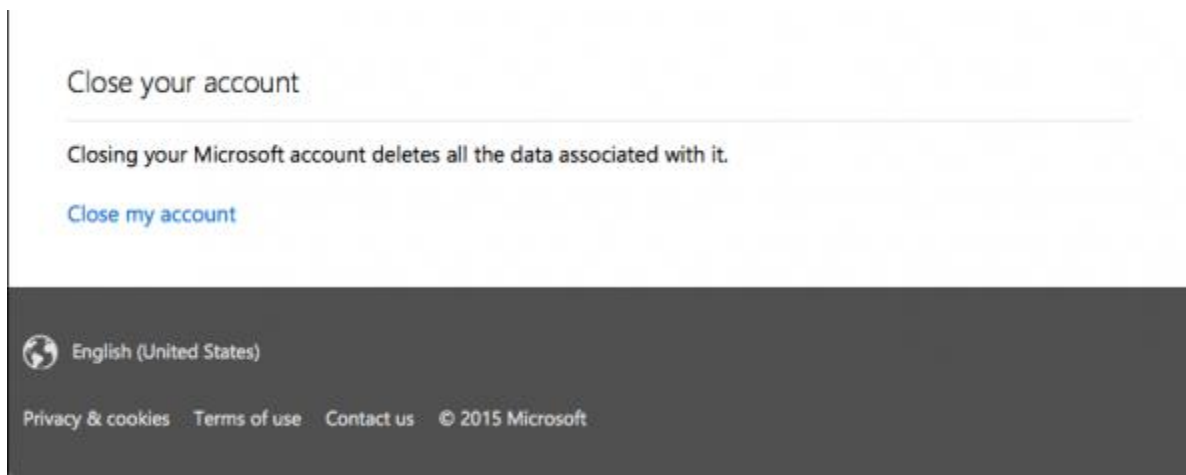 Close your account
Closing your Microsoft account deletes all the data associated with it.
Close my account
English (United States)
Privacy & cookies Terms of use Contact us © 2015 Microsoft